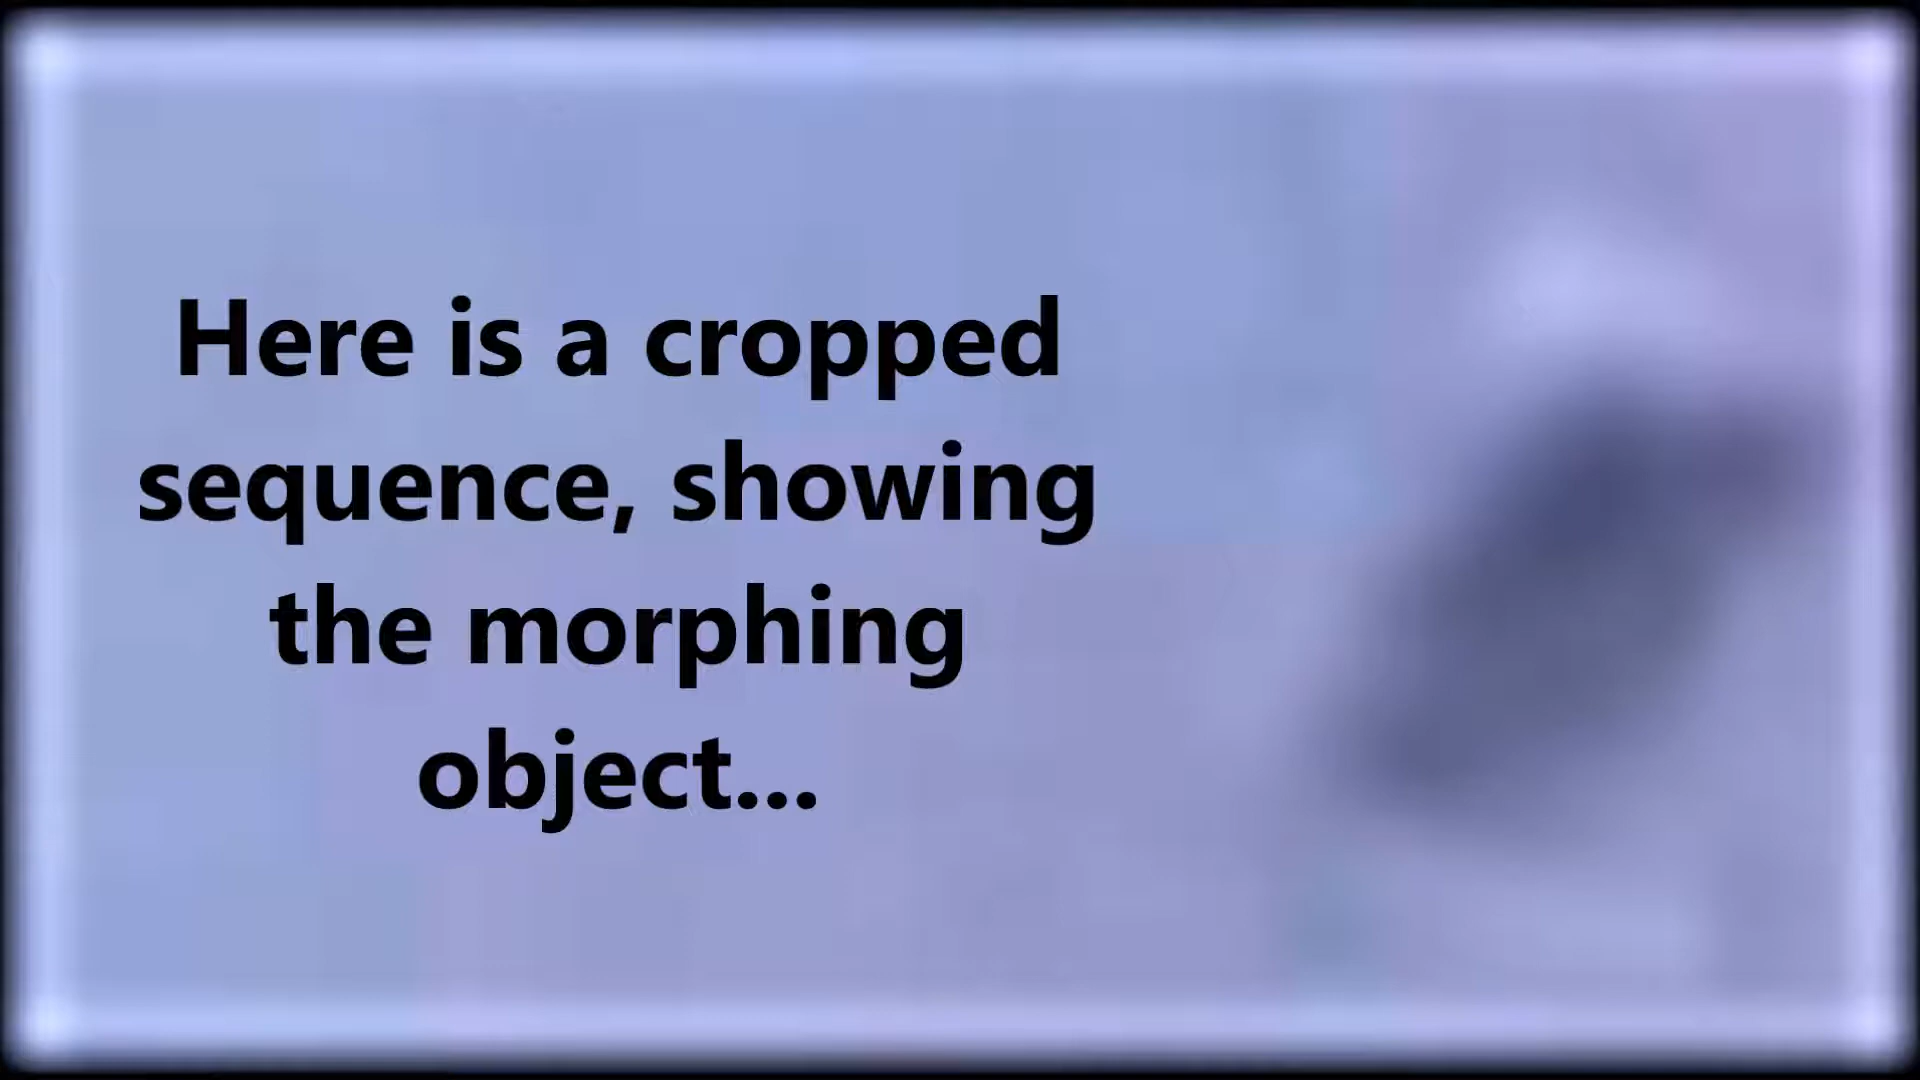 Here is a cropped
sequence, showing
the morphing
object...